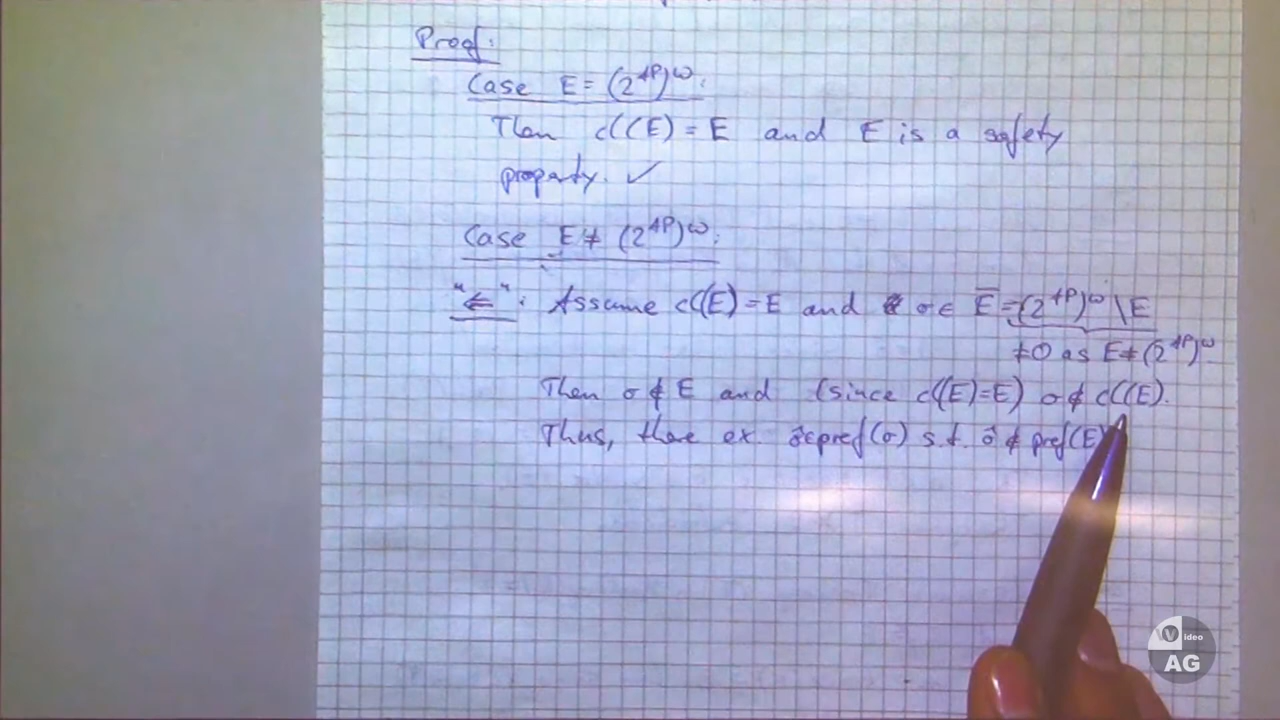 Proof:
Case E = (2^AP)^ω:
Then cl(E) = E and E is a safety
property. ✓
Case E ≠ (2^AP)^ω:
"⇐": Assume cl(E) = E and σ ∈ Ē = (2^AP)^ω \ E
≠ ∅ as E ≠ (2^AP)^ω
Then σ ∉ E and (since cl(E) = E) σ ∉ cl(E).
Thus, there ex. σ̂ ∈ pref(σ) s.t. σ̂ ∉ pref(E)
Video
AG